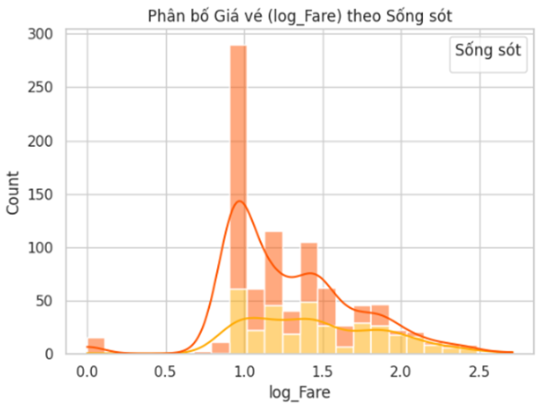 Phân bố Giá vé (log_Fare) theo Sống sót
Sống sót
Count
300
250
200
150
100
50
0
0.0 0.5 1.0 1.5 2.0 2.5
log_Fare